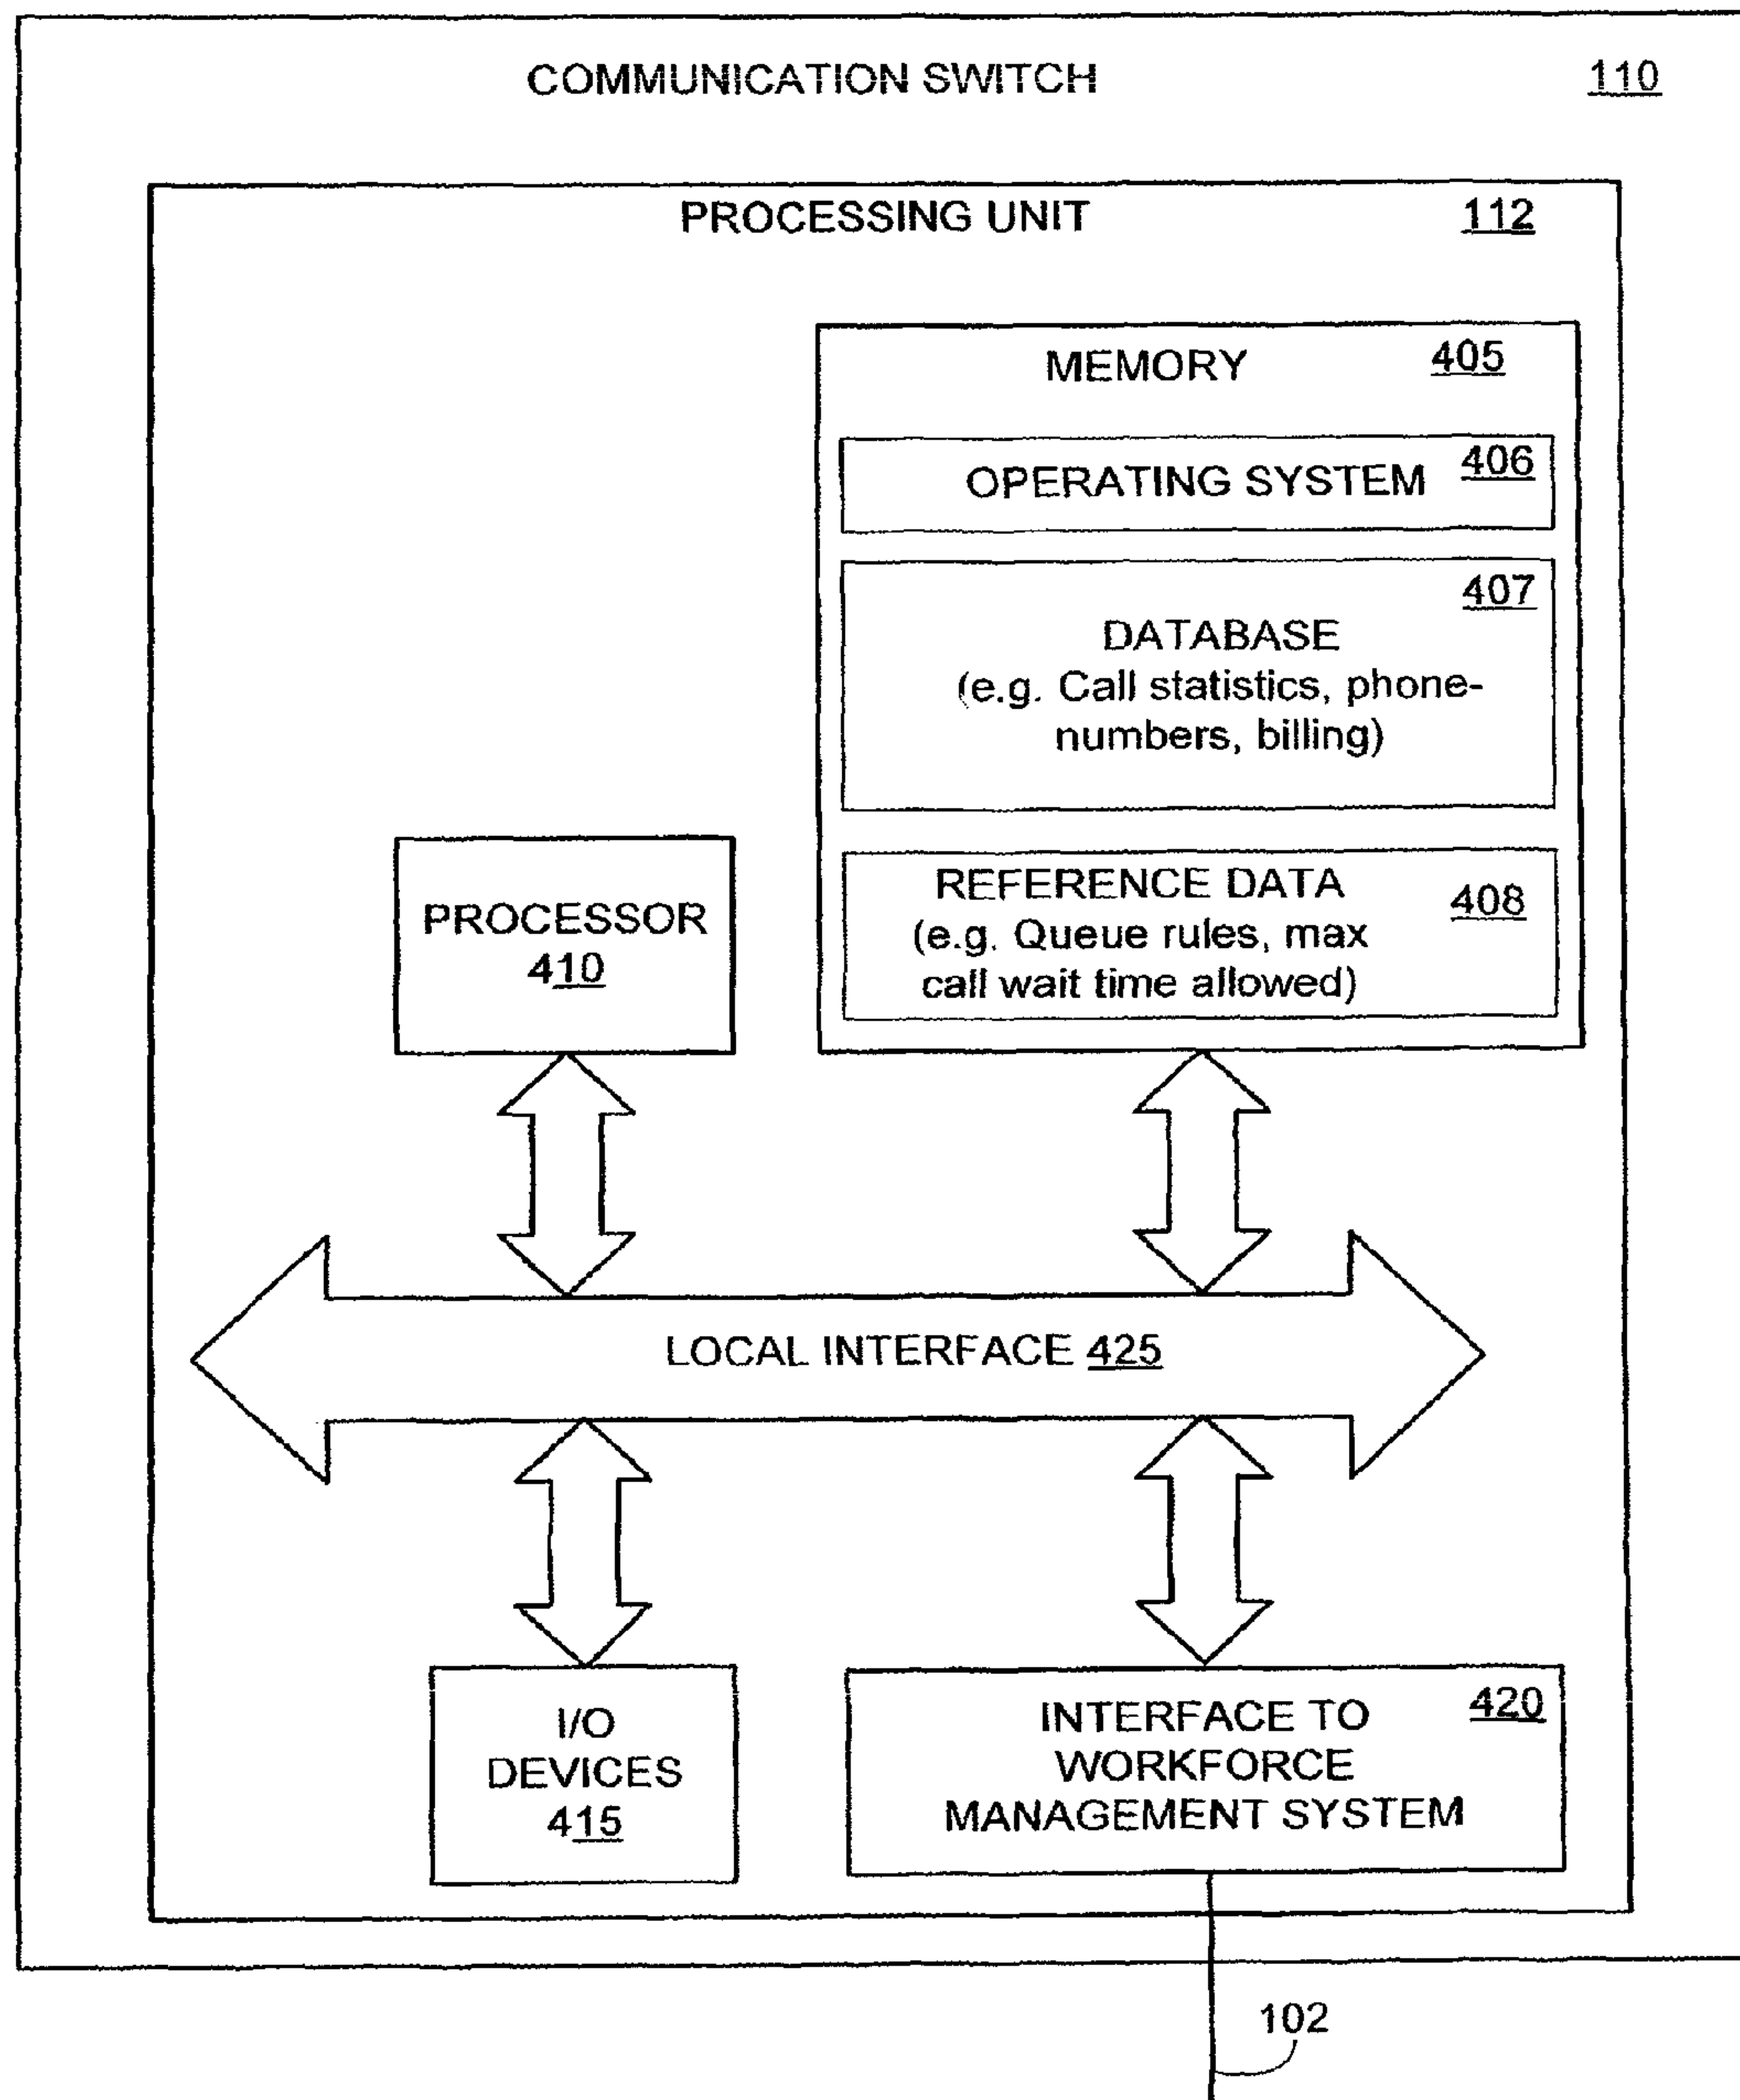 COMMUNICATION SWITCH 110
PROCESSING UNIT 112
MEMORY 405
OPERATING SYSTEM 406
407
DATABASE
(e.g. Call statistics, phone-
numbers, billing)
REFERENCE DATA 408
(e.g. Queue rules, max
call wait time allowed)
PROCESSOR
410
LOCAL INTERFACE 425
I/O
DEVICES
415
INTERFACE TO 420
WORKFORCE
MANAGEMENT SYSTEM
102